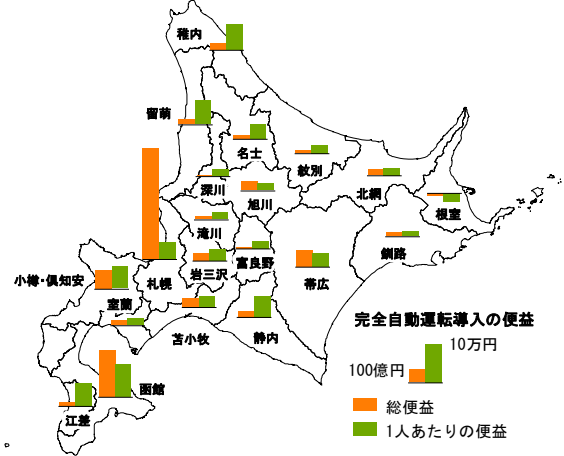 稚内
留萌
名士
紋別
深川
旭川
北網
根室
滝川
釧路
富良野
岩三沢
帯広
小樽・倶知安
札幌
室蘭
苫小牧
静内
函館
江差
完全自動運転導入の便益
10万円
100億円
総便益
1人あたりの便益